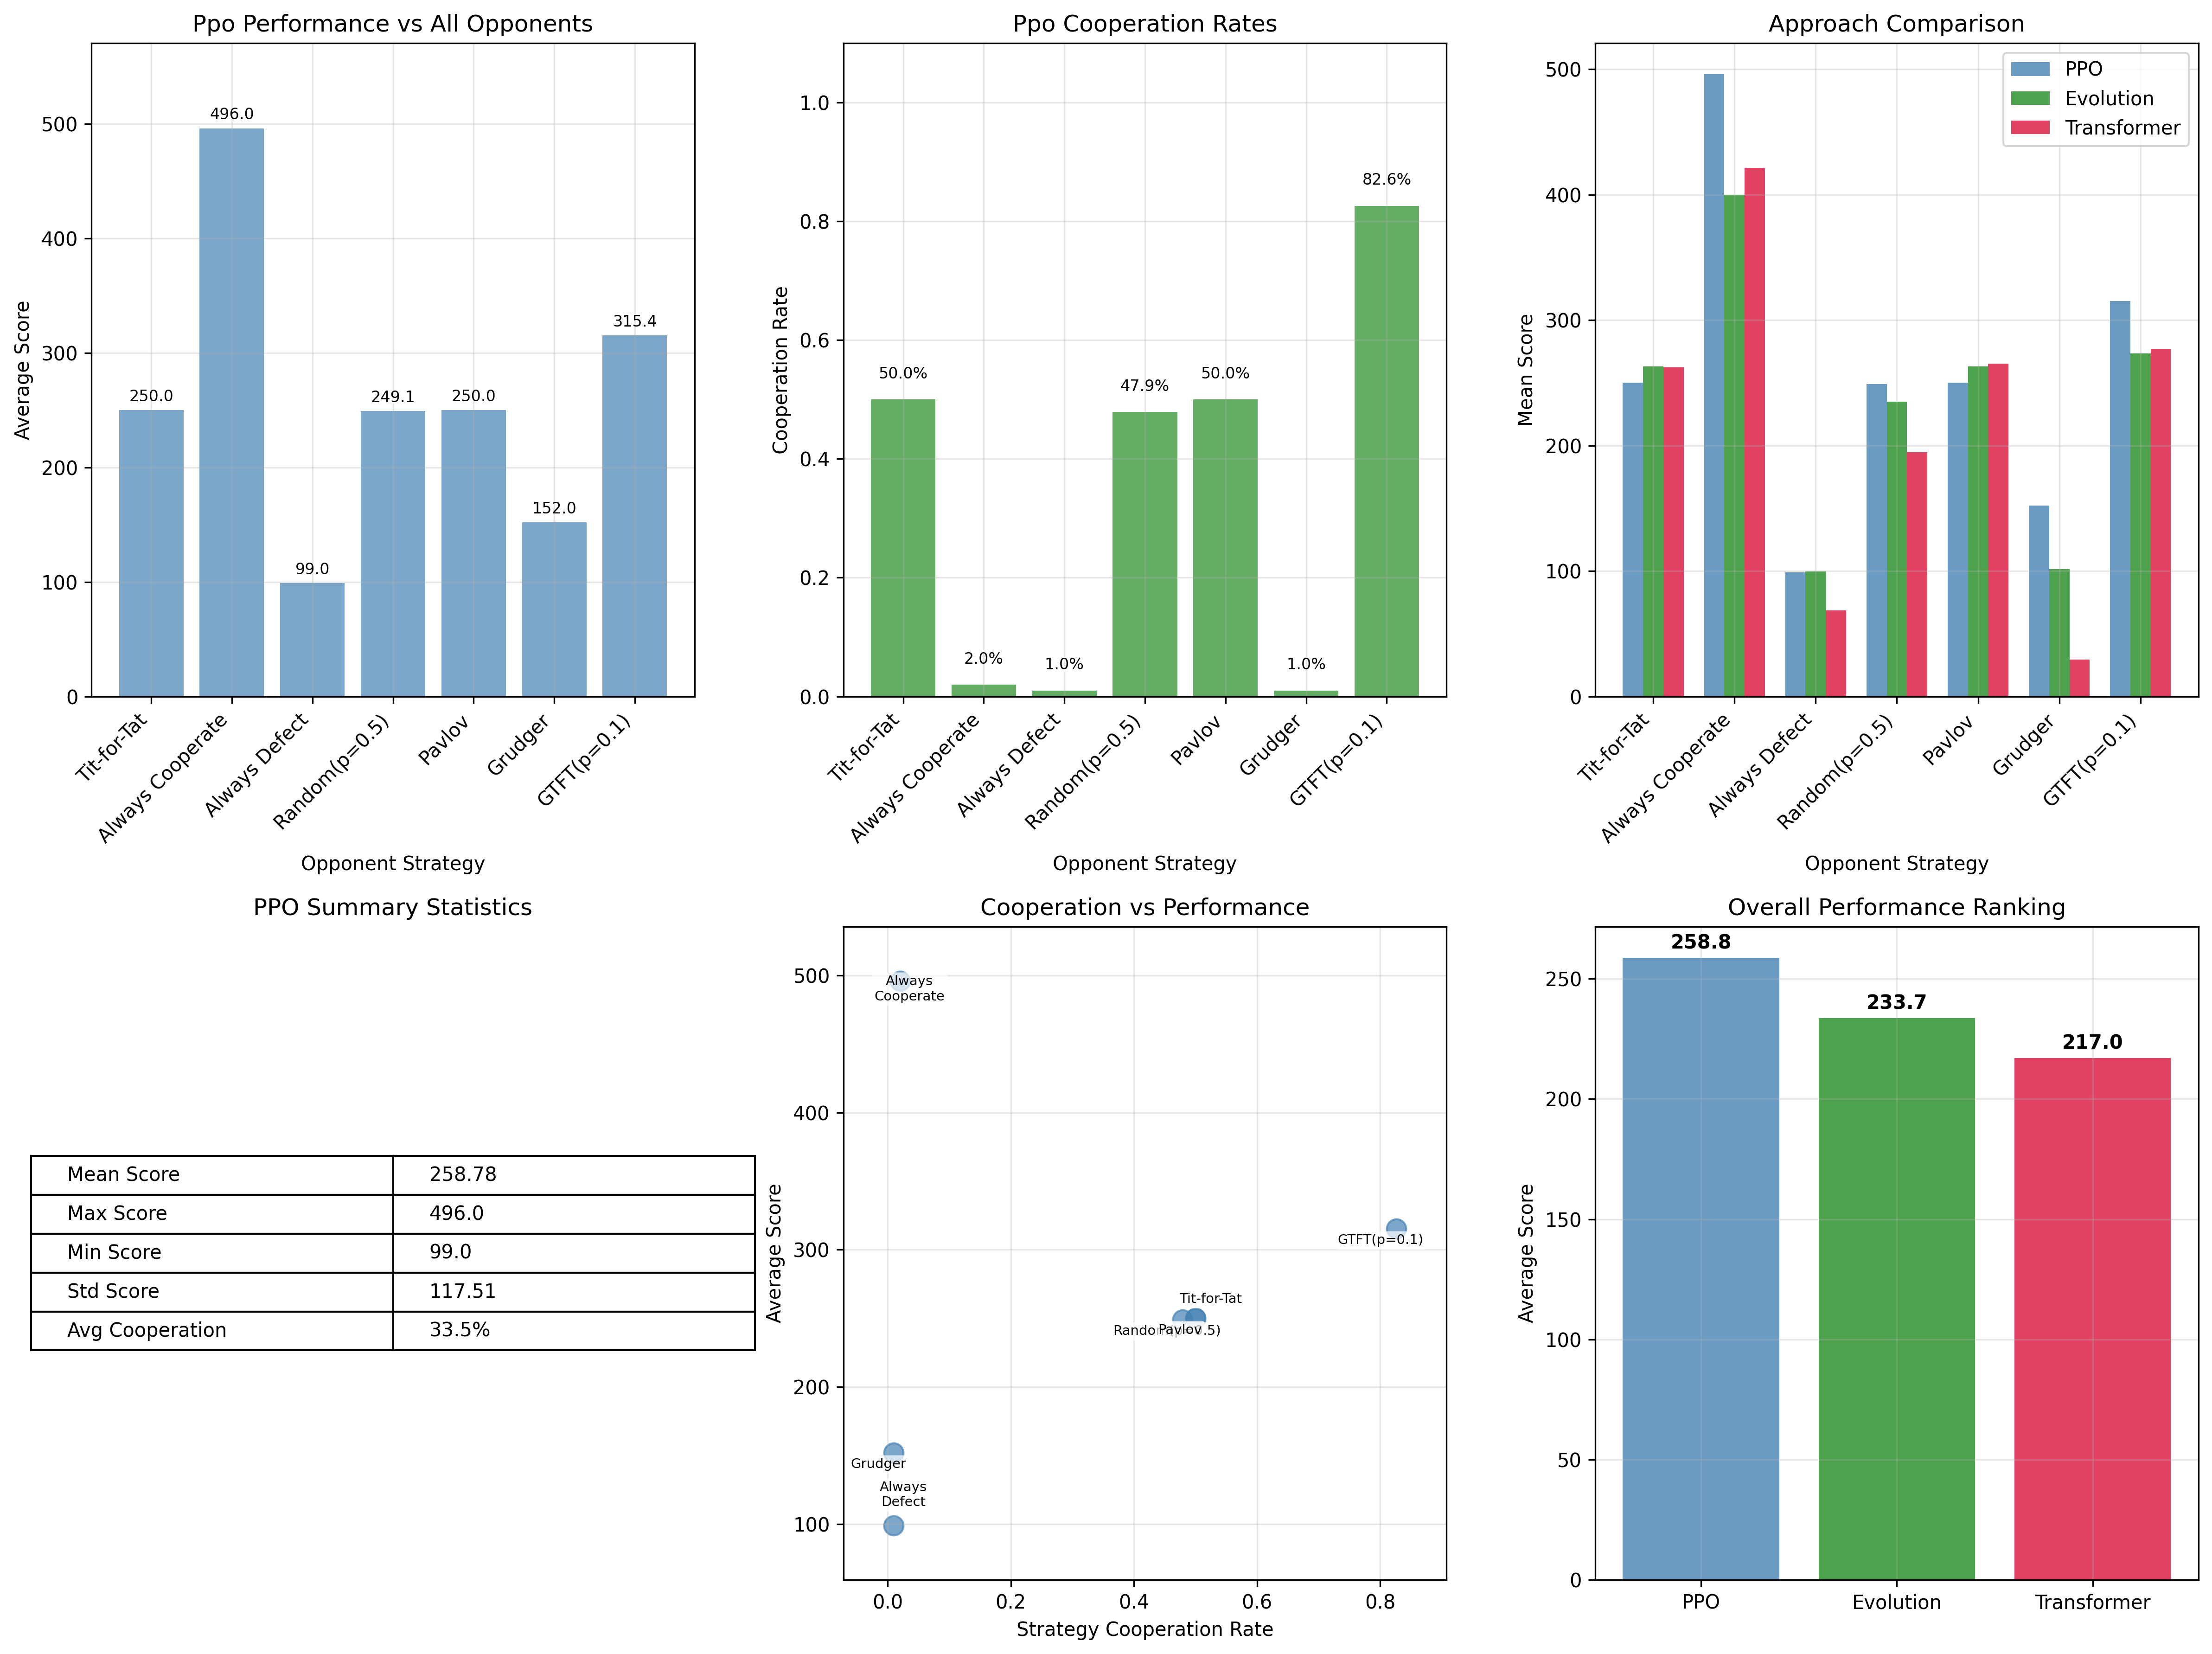 Ppo Performance vs All Opponents
Average Score
500
400
300
200
100
0
250.0
496.0
99.0
249.1
250.0
152.0
315.4
Tit-for-Tat
Always Cooperate
Always Defect
Random(p=0.5)
Pavlov
Grudger
GTFT(p=0.1)
Opponent Strategy
Ppo Cooperation Rates
Cooperation Rate
1.0
0.8
0.6
0.4
0.2
0.0
50.0%
2.0%
1.0%
47.9%
50.0%
1.0%
82.6%
Tit-for-Tat
Always Cooperate
Always Defect
Random(p=0.5)
Pavlov
Grudger
GTFT(p=0.1)
Opponent Strategy
Approach Comparison
Mean Score
500
400
300
200
100
0
PPO
Evolution
Transformer
Tit-for-Tat
Always Cooperate
Always Defect
Random(p=0.5)
Pavlov
Grudger
GTFT(p=0.1)
Opponent Strategy
PPO Summary Statistics
Mean Score 258.78
Max Score 496.0
Min Score 99.0
Std Score 117.51
Avg Cooperation 33.5%
Cooperation vs Performance
Average Score
500
400
300
200
100
Always
Cooperate
GTFT(p=0.1)
Tit-for-Tat
Random(p=0.5)
Pavlov
Grudger
Always
Defect
0.0
0.2
0.4
0.6
0.8
Strategy Cooperation Rate
Overall Performance Ranking
Average Score
250
200
150
100
50
0
258.8
233.7
217.0
PPO
Evolution
Transformer